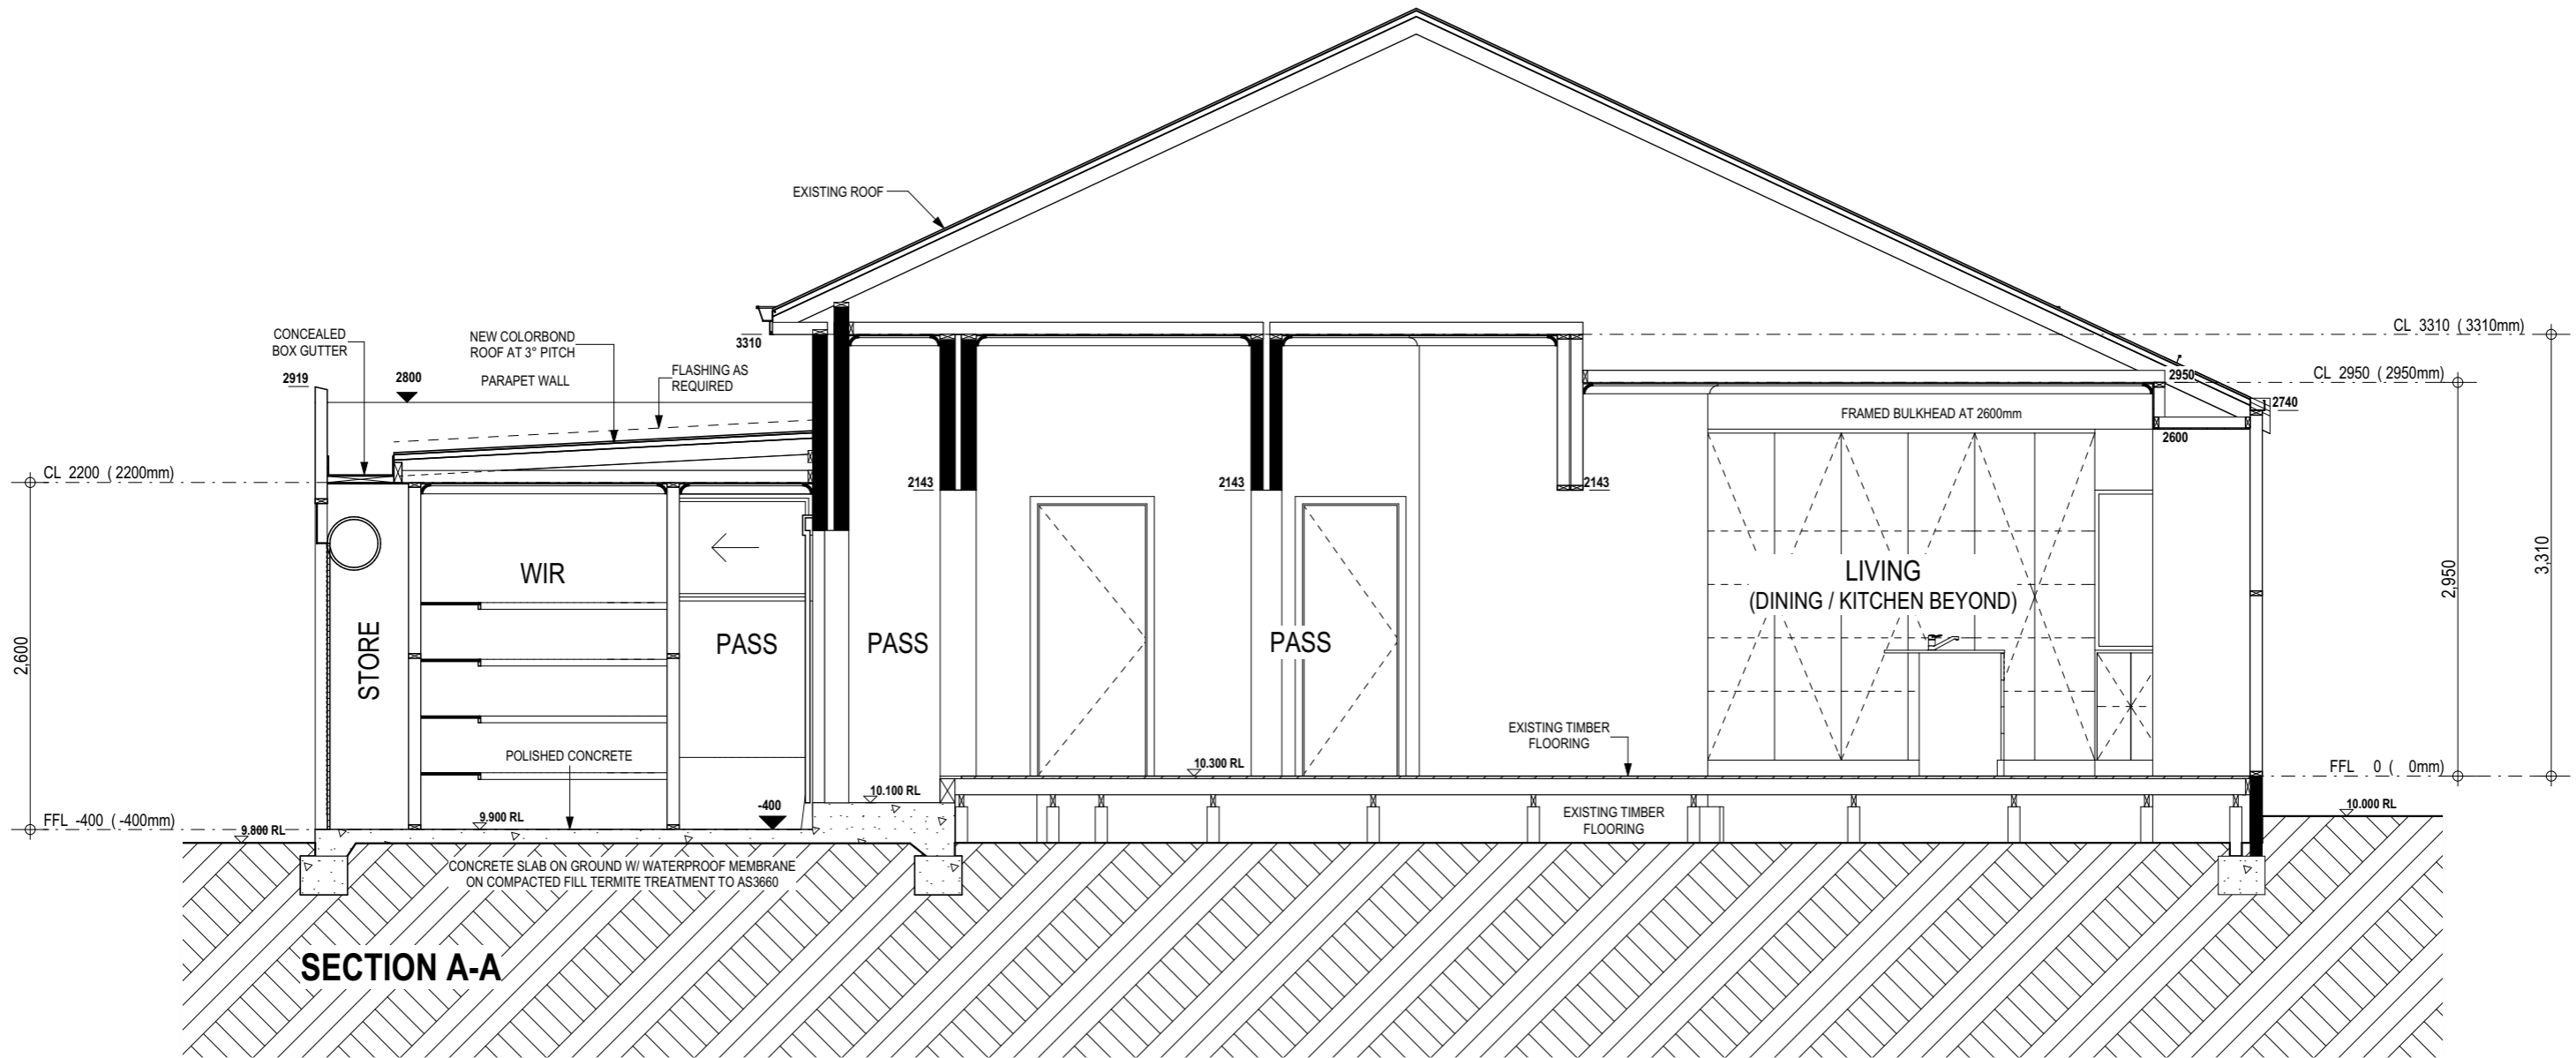 EXISTING ROOF
CONCEALED
BOX GUTTER
NEW COLORBOND
ROOF AT 3° PITCH
PARAPET WALL
FLASHING AS
REQUIRED
2919
2800
3310
CL 3310 ( 3310mm)
CL 2950 ( 2950mm)
2950
2740
FRAMED BULKHEAD AT 2600mm
2600
CL 2200 ( 2200mm)
2143
2143
2143
2,600
STORE
WIR
PASS
PASS
PASS
LIVING
(DINING / KITCHEN BEYOND)
2,950
3,310
POLISHED CONCRETE
EXISTING TIMBER
FLOORING
10.300 RL
FFL 0 ( 0mm)
10.100 RL
-400
FFL -400 ( -400mm)
9.800 RL
9.900 RL
EXISTING TIMBER
FLOORING
10.000 RL
CONCRETE SLAB ON GROUND W/ WATERPROOF MEMBRANE
ON COMPACTED FILL TERMITE TREATMENT TO AS3660
SECTION A-A